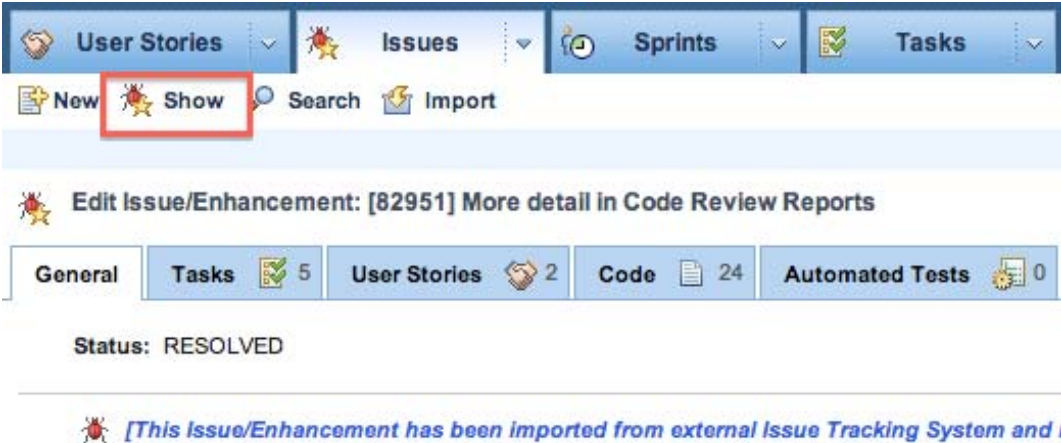 User Stories Issues Sprints Tasks
New Show Search Import
Edit Issue/Enhancement: [82951] More detail in Code Review Reports
General Tasks 5 User Stories 2 Code 24 Automated Tests 0
Status: RESOLVED
[This Issue/Enhancement has been imported from external Issue Tracking System and